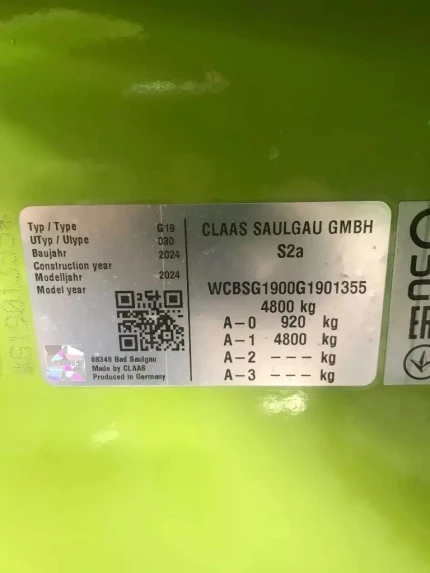 Typ / Type G19
UTyp / Utype 030
Baujahr 2024
Construction year
Modelljahr 2024
Model year
88348 Bad Saulgau
Made by CLAAS
Produced in Germany
CLAAS SAULGAU GMBH
S2a
WCBSG1900G1901355
4800 kg
A-0 920 kg
A-1 4800 kg
A-2 --- kg
A-3 --- kg
EAC